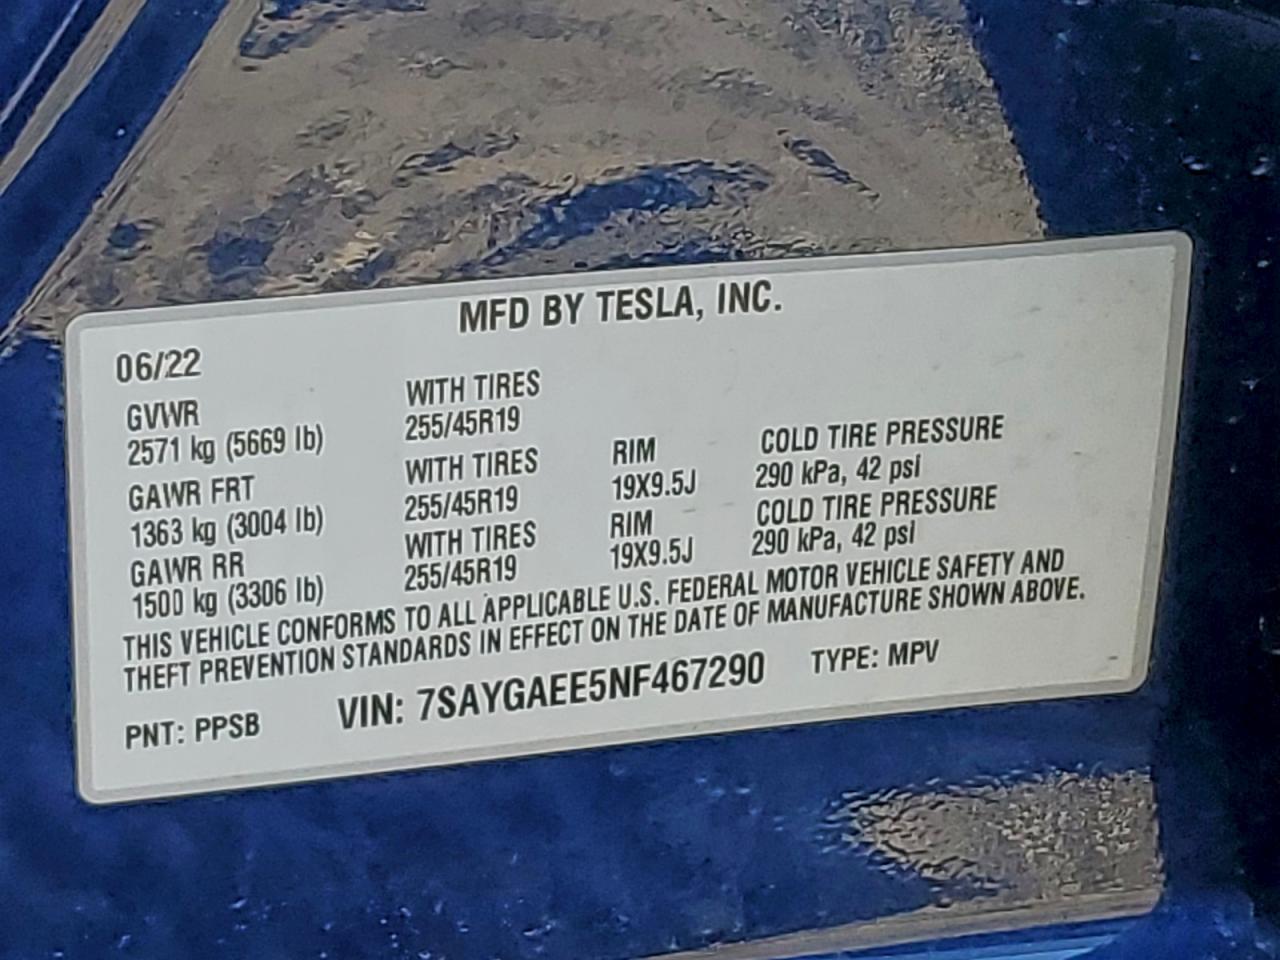 MFD BY TESLA, INC.
06/22
GVWR WITH TIRES
2571 kg (5669 lb) 255/45R19
GAWR FRT WITH TIRES RIM COLD TIRE PRESSURE
1363 kg (3004 lb) 255/45R19 19X9.5J 290 kPa, 42 psi
GAWR RR WITH TIRES RIM COLD TIRE PRESSURE
1500 kg (3306 lb) 255/45R19 19X9.5J 290 kPa, 42 psi
THIS VEHICLE CONFORMS TO ALL APPLICABLE U.S. FEDERAL MOTOR VEHICLE SAFETY AND
THEFT PREVENTION STANDARDS IN EFFECT ON THE DATE OF MANUFACTURE SHOWN ABOVE.
PNT: PPSB VIN: 7SAYGAEE5NF467290 TYPE: MPV